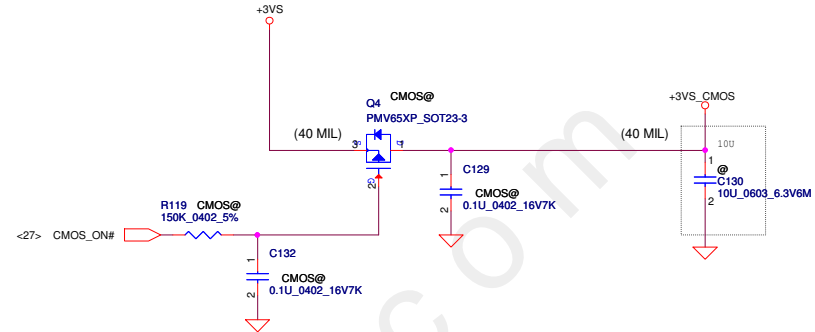 +3VS
Q4 CMOS@
PMV65XP_SOT23-3
+3VS_CMOS
(40 MIL)
3 S
D 1
(40 MIL)
10U
G
2
1
C129
CMOS@
2
0.1U_0402_16V7K
1
@
C130
2
10U_0603_6.3V6M
R119 CMOS@
150K_0402_5%
<27> CMOS_ON#
1
C132
CMOS@
2
0.1U_0402_16V7K
com